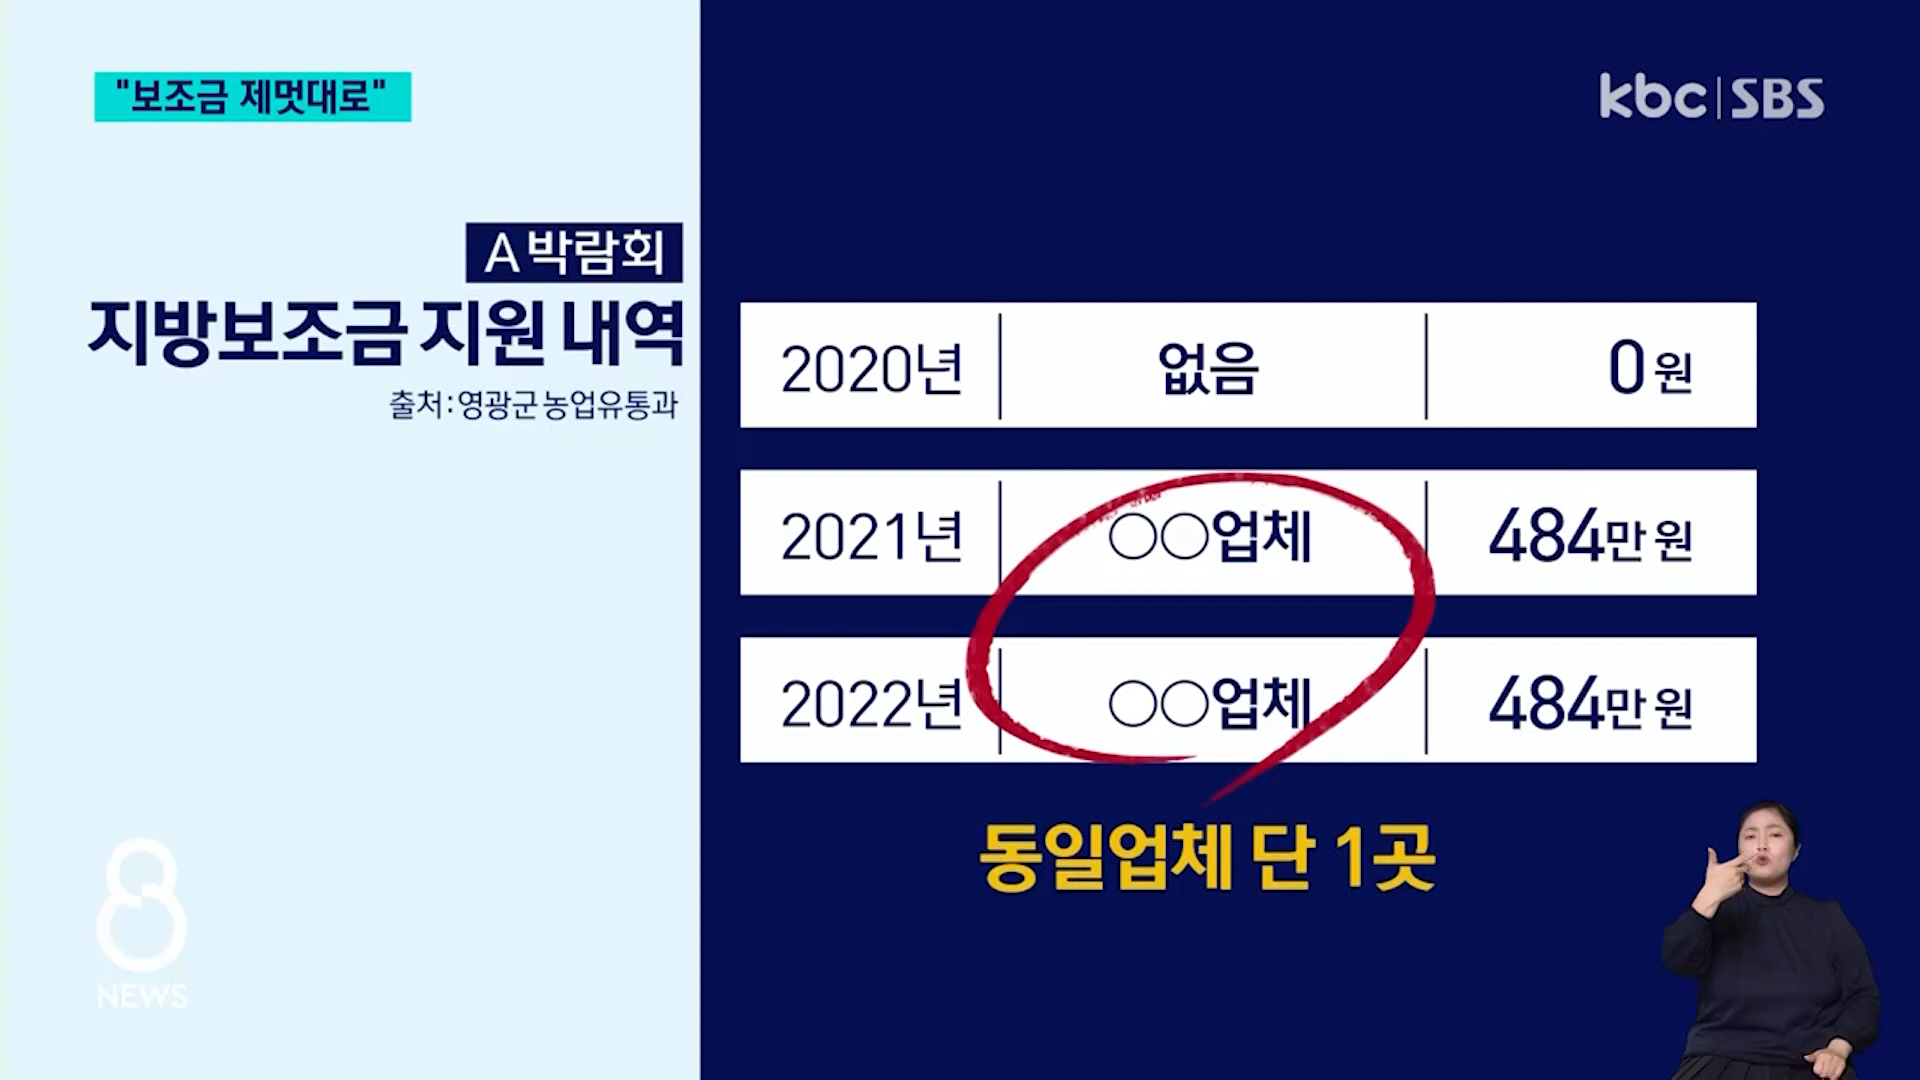 "보조금 제멋대로"
kbc SBS
A 박람회
지방보조금 지원 내역
출처 : 영광군 농업유통과
2020년 없음 0원
2021년 ○○업체 484만 원
2022년 ○○업체 484만 원
동일업체 단 1곳
8
NEWS